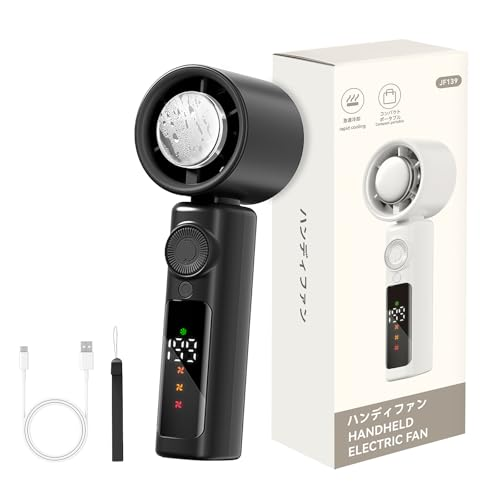 JF139
急速冷却
rapid cooling
コンパクト
ポータブル
Compact portable
ハンディファン
199
ハンディファン
HANDHELD
ELECTRIC FAN